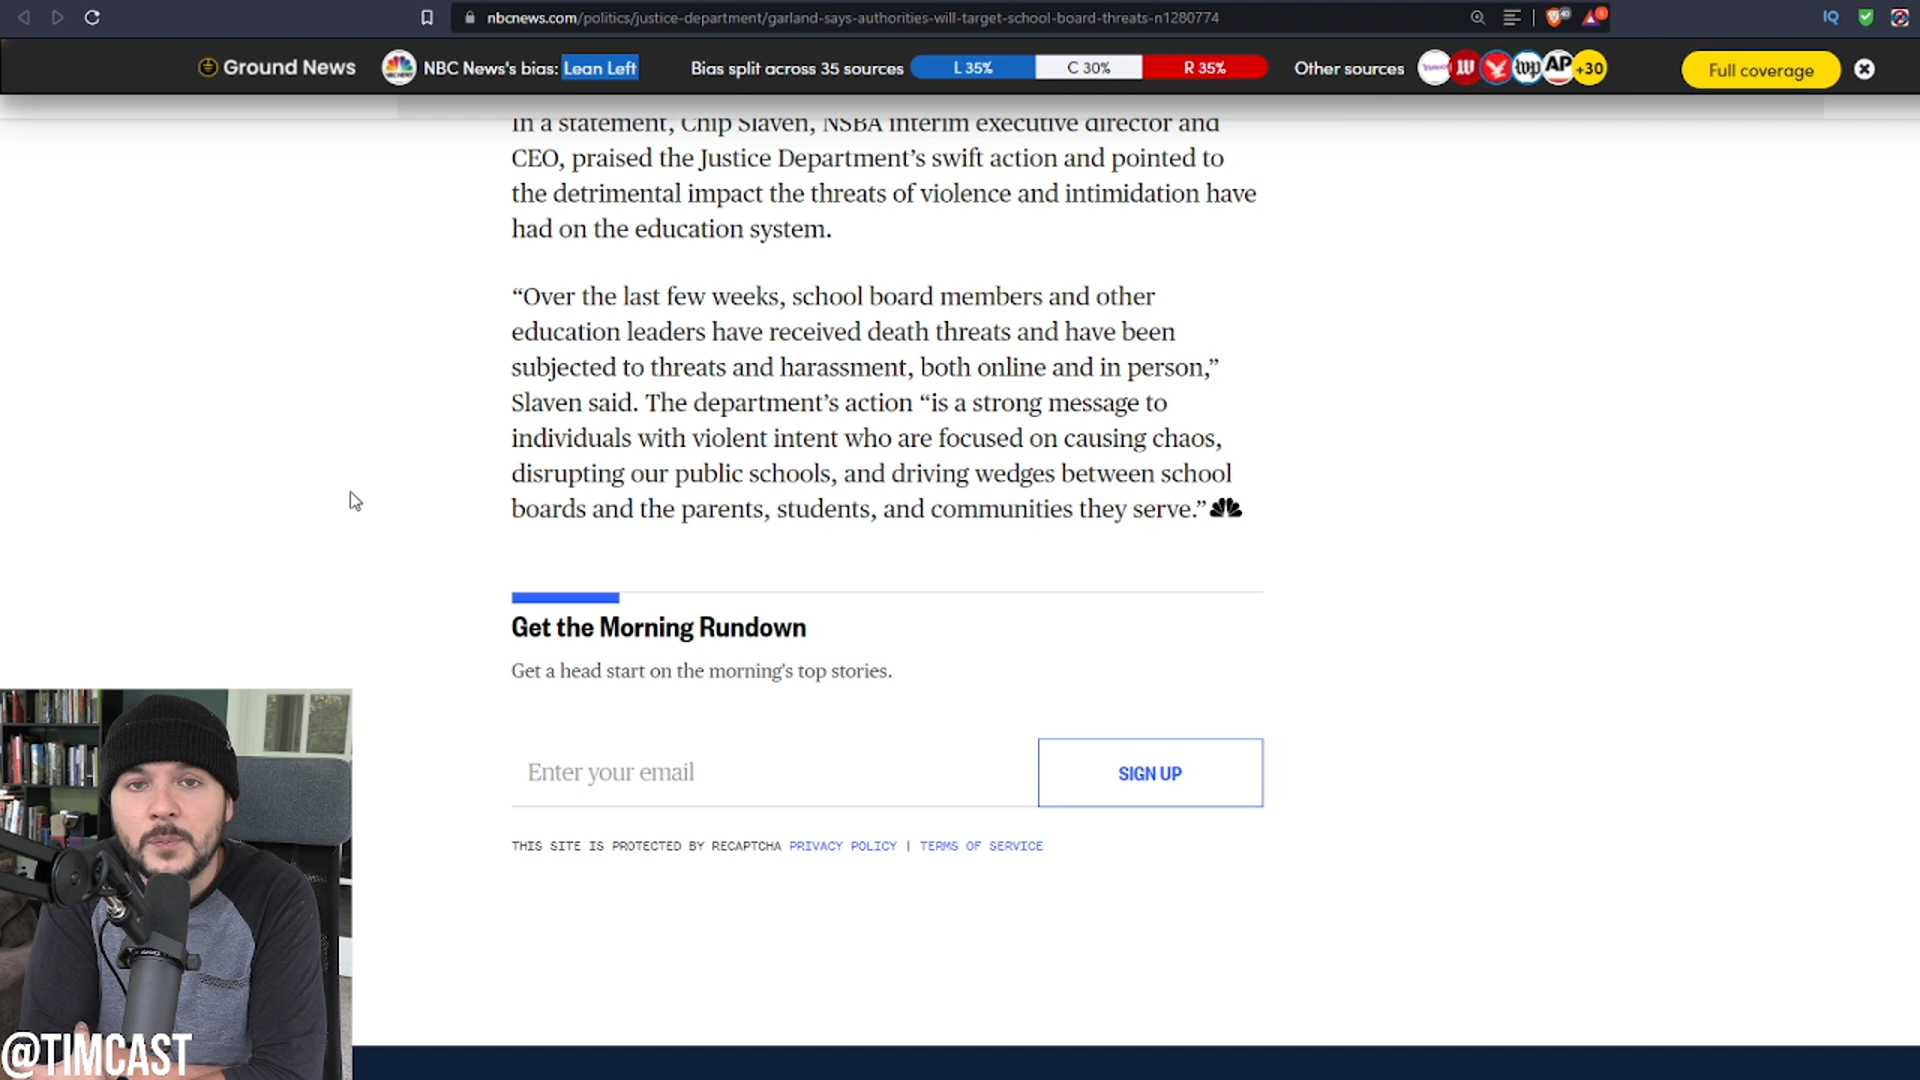 nbcnews.com/politics/justice-department/garland-says-authorities-will-target-school-board-threats-n1280774
IQ
Ground News
NBC News's bias: Lean Left
Bias split across 35 sources
L 35%
C 30%
R 35%
Other sources
AP
+30
Full coverage
In a statement, Chip Slaven, NSBA interim executive director and
CEO, praised the Justice Department’s swift action and pointed to
the detrimental impact the threats of violence and intimidation have
had on the education system.
“Over the last few weeks, school board members and other
education leaders have received death threats and have been
subjected to threats and harassment, both online and in person,”
Slaven said. The department’s action “is a strong message to
individuals with violent intent who are focused on causing chaos,
disrupting our public schools, and driving wedges between school
boards and the parents, students, and communities they serve.”
Get the Morning Rundown
Get a head start on the morning's top stories.
Enter your email
SIGN UP
THIS SITE IS PROTECTED BY RECAPTCHA PRIVACY POLICY | TERMS OF SERVICE
@TIMCAST